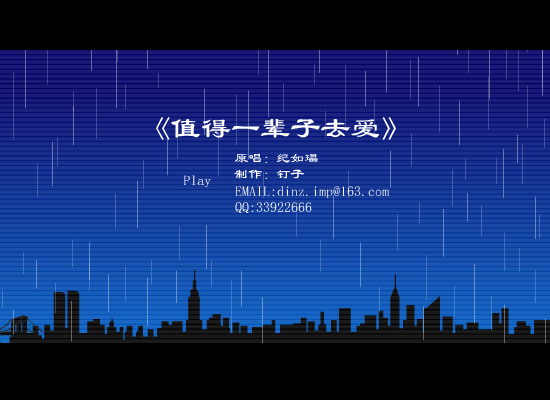 《值得一辈子去爱》
原唱：纪如璟
制作：钉子
Play
EMAIL:dinz.imp@163.com
QQ:33922666